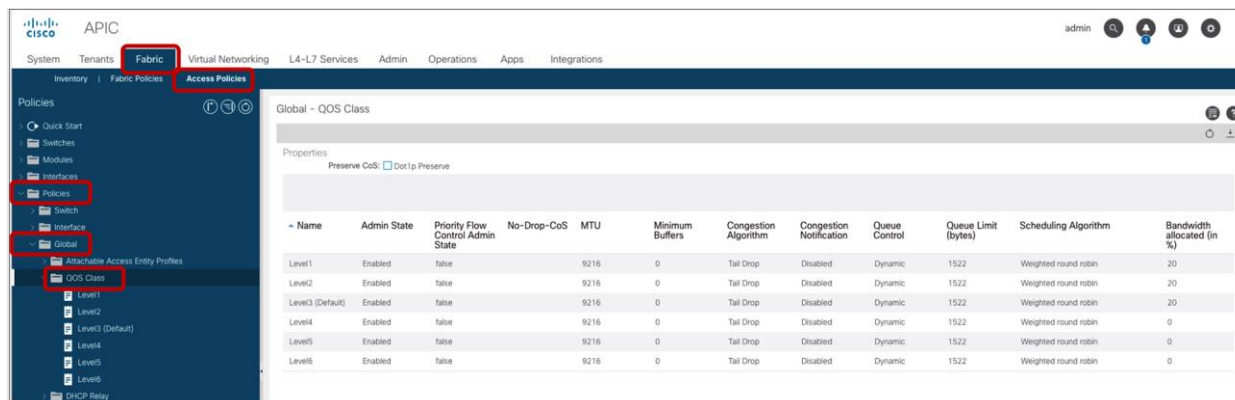 CISCO APIC admin
1
System Tenants Fabric Virtual Networking L4-L7 Services Admin Operations Apps Integrations
Inventory | Fabric Policies Access Policies
Policies
Quick Start
Switches
Modules
Interfaces
Policies
Switch
Interface
Global
Attachable Access Entity Profiles
QOS Class
Level1
Level2
Level3 (Default)
Level4
Level5
Level6
DHCP Relay
Global - QOS Class
Properties
Preserve CoS: Dot1p Preserve
Name Admin State Priority Flow Control Admin State No-Drop-CoS MTU Minimum Buffers Congestion Algorithm Congestion Notification Queue Control Queue Limit (bytes) Scheduling Algorithm Bandwidth allocated (in %)
Level1 Enabled false 9216 0 Tail Drop Disabled Dynamic 1522 Weighted round robin 20
Level2 Enabled false 9216 0 Tail Drop Disabled Dynamic 1522 Weighted round robin 20
Level3 (Default) Enabled false 9216 0 Tail Drop Disabled Dynamic 1522 Weighted round robin 20
Level4 Enabled false 9216 0 Tail Drop Disabled Dynamic 1522 Weighted round robin 0
Level5 Enabled false 9216 0 Tail Drop Disabled Dynamic 1522 Weighted round robin 0
Level6 Enabled false 9216 0 Tail Drop Disabled Dynamic 1522 Weighted round robin 0